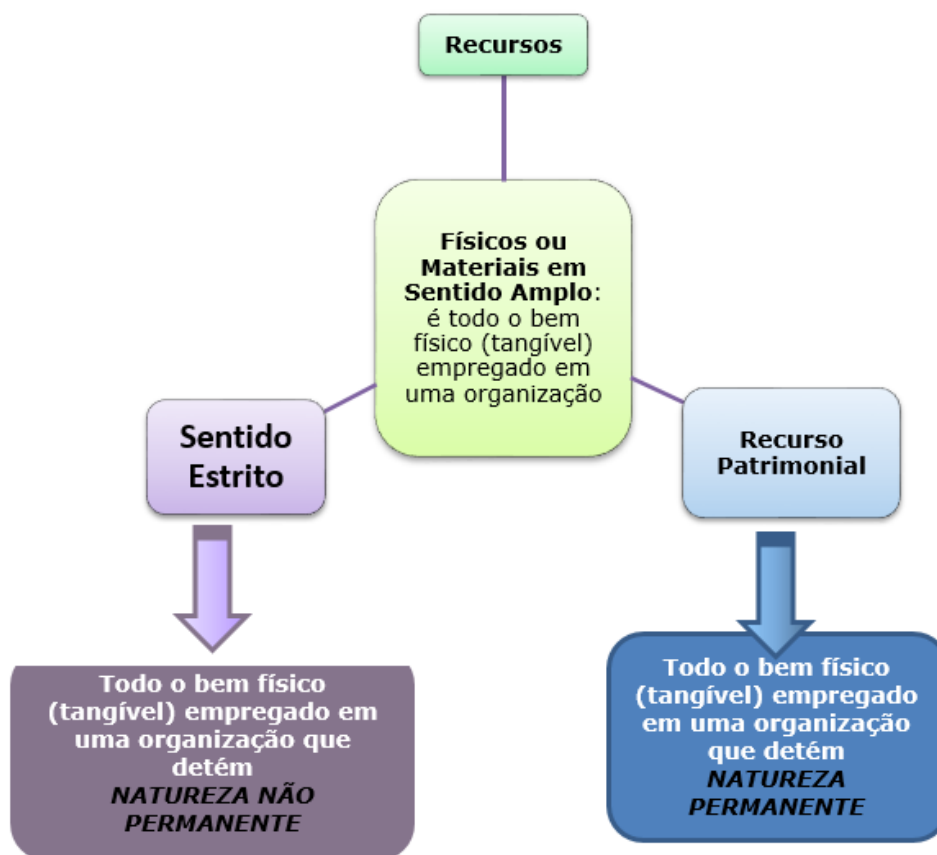 Recursos
Físicos ou
Materiais em
Sentido Amplo:
é todo o bem
físico (tangível)
empregado em
uma organização
Sentido
Estrito
Recurso
Patrimonial
Todo o bem físico
(tangível) empregado em
uma organização que
detém
NATUREZA NÃO
PERMANENTE
Todo o bem físico
(tangível) empregado
em uma organização
que detém
NATUREZA
PERMANENTE